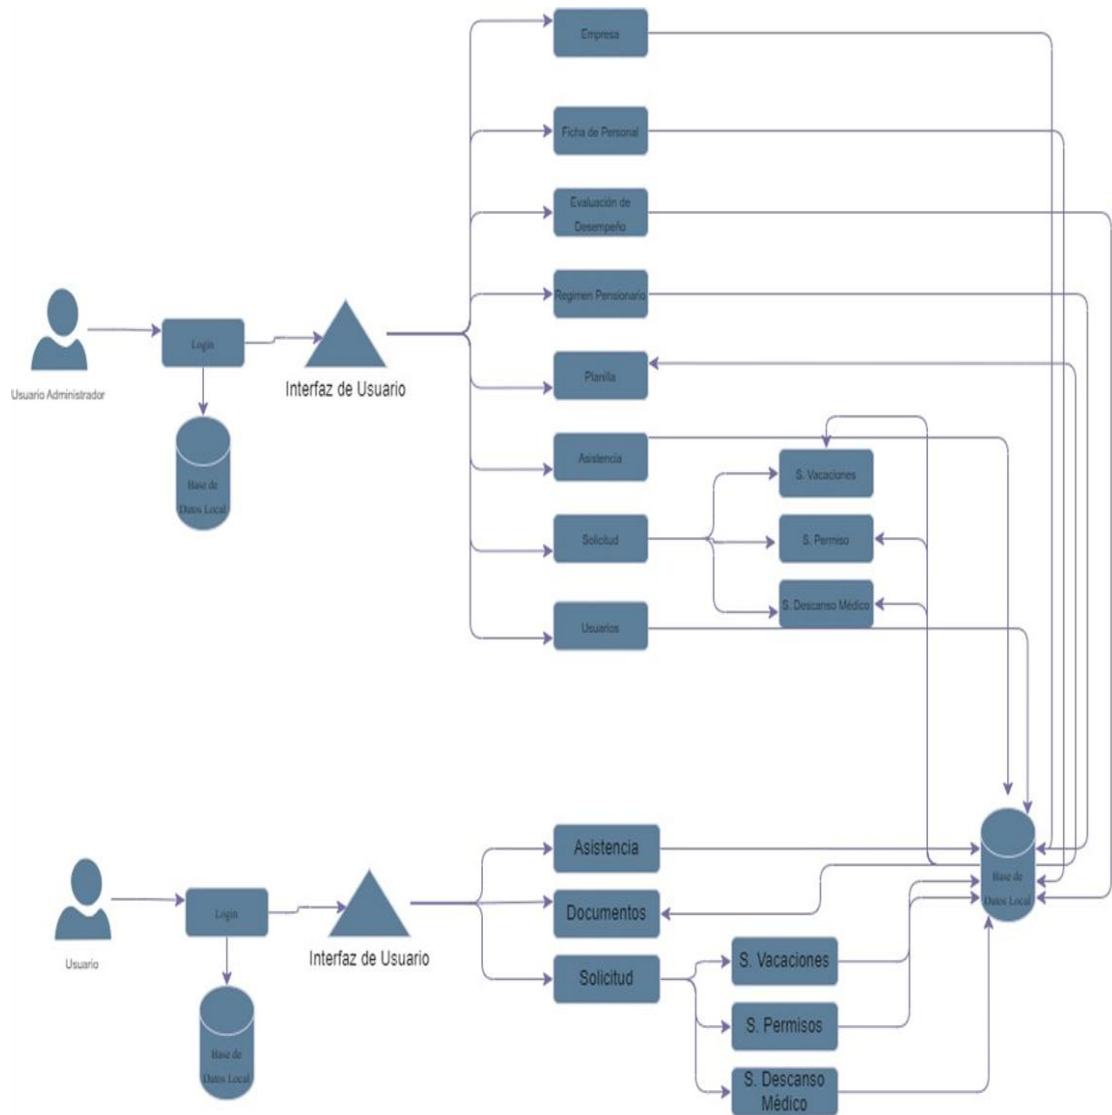 Empresa
Ficha de Personal
Evaluación de
Desempeño
Regimen Pensionario
Planilla
Asistencia
Solicitud
Usuarios
S. Vacaciones
S. Permiso
S. Descanso Médico
Usuario Administrador
Login
Interfaz de Usuario
Base de
Datos Local
Usuario
Login
Interfaz de Usuario
Base de
Datos Local
Asistencia
Documentos
Solicitud
S. Vacaciones
S. Permisos
S. Descanso
Médico
Base de
Datos Local